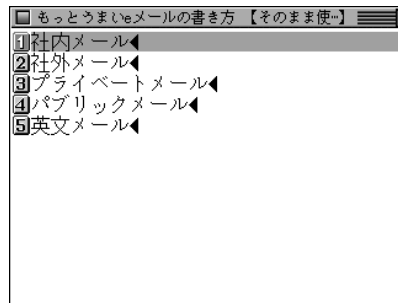 もっとうまいeメールの書き方 【そのまま使…】
1社内メール◀
2社外メール◀
3プライベートメール◀
4パブリックメール◀
5英文メール◀